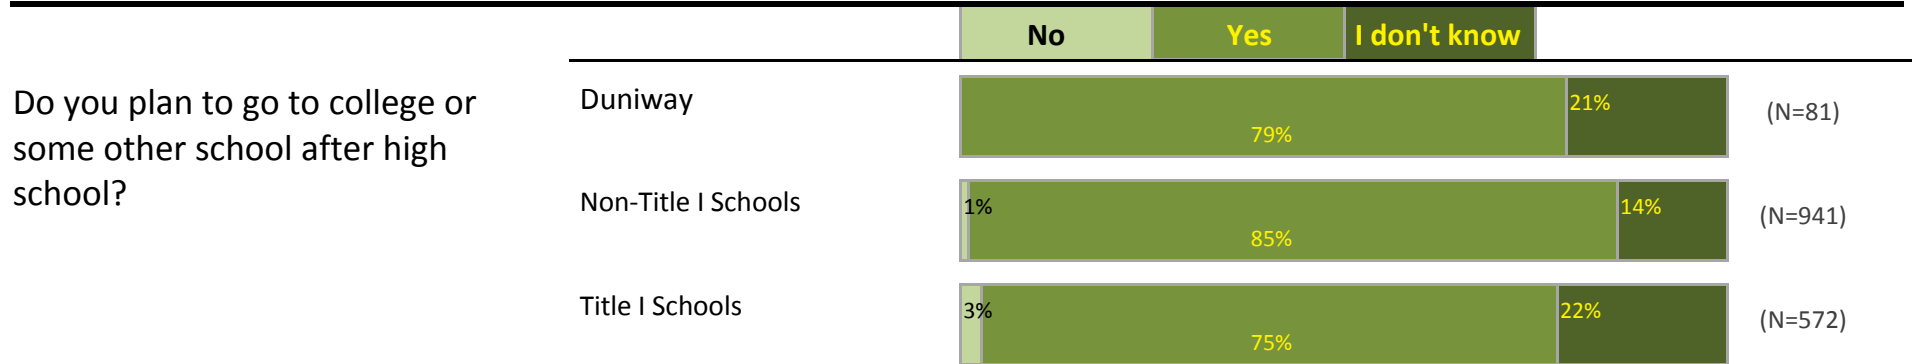 No Yes I don't know
Do you plan to go to college or
some other school after high
school?
Duniway
79%
21%
(N=81)
Non-Title I Schools
1%
85%
14%
(N=941)
Title I Schools
3%
75%
22%
(N=572)